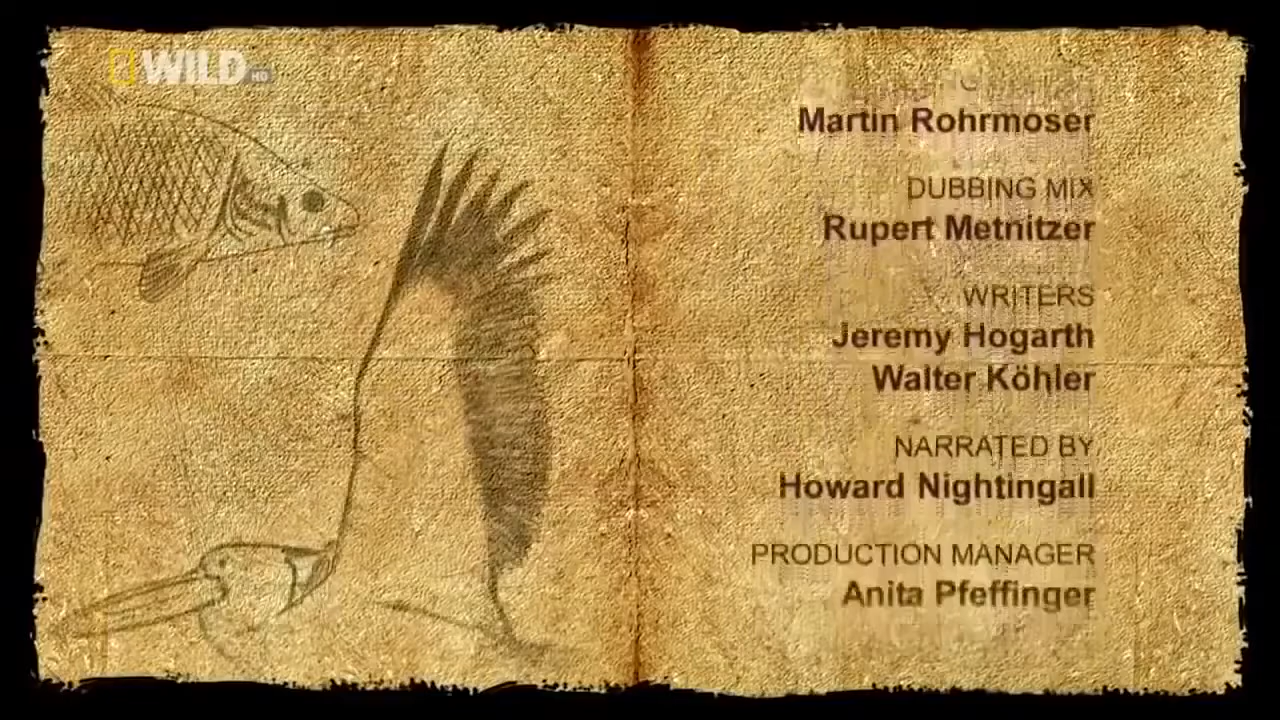 WILD HD
Martin Rohrmoser
DUBBING MIX
Rupert Metnitzer
WRITERS
Jeremy Hogarth
Walter Köhler
NARRATED BY
Howard Nightingall
PRODUCTION MANAGER
Anita Pfeffinger